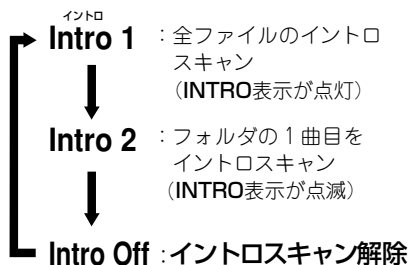 イントロ
Intro 1 :全ファイルのイントロ
スキャン
(INTRO表示が点灯)
Intro 2 :フォルダの1曲目を
イントロスキャン
(INTRO表示が点滅)
Intro Off :イントロスキャン解除